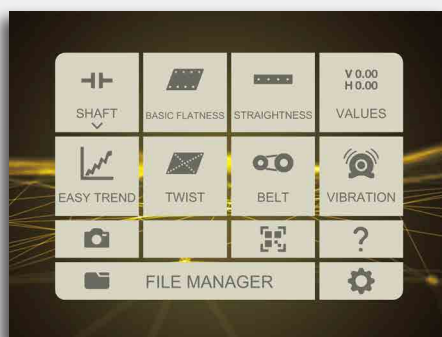 V 0.00
H 0.00
SHAFT
BASIC FLATNESS
STRAIGHTNESS
VALUES
EASY TREND
TWIST
BELT
VIBRATION
?
FILE MANAGER